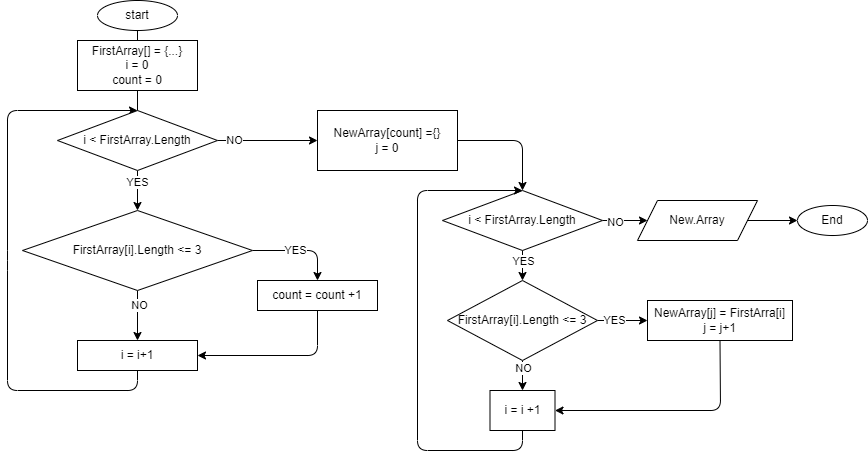 start
FirstArray[] = {...}
i = 0
count = 0
i < FirstArray.Length
NO
YES
FirstArray[i].Length <= 3
YES
count = count +1
NO
i = i+1
NewArray[count] ={}
j = 0
i < FirstArray.Length
NO
New.Array
End
YES
FirstArray[i].Length <= 3
YES
NewArray[j] = FirstArra[i]
j = j+1
NO
i = i +1